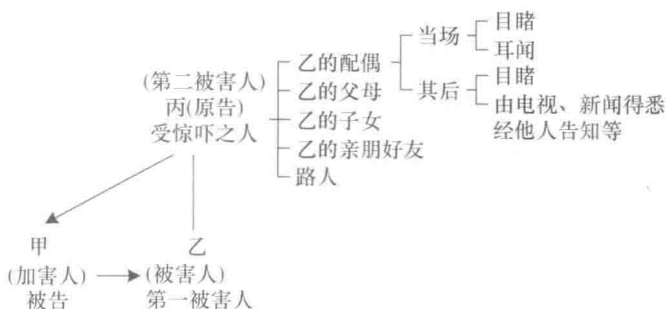 (第二被害人)
丙(原告)
受惊吓之人
乙的配偶
乙的父母
乙的子女
乙的亲朋好友
路人
当场
目睹
耳闻
其后
目睹
由电视、新闻得悉
经他人告知等
甲
(加害人)
被告
乙
(被害人)
第一被害人